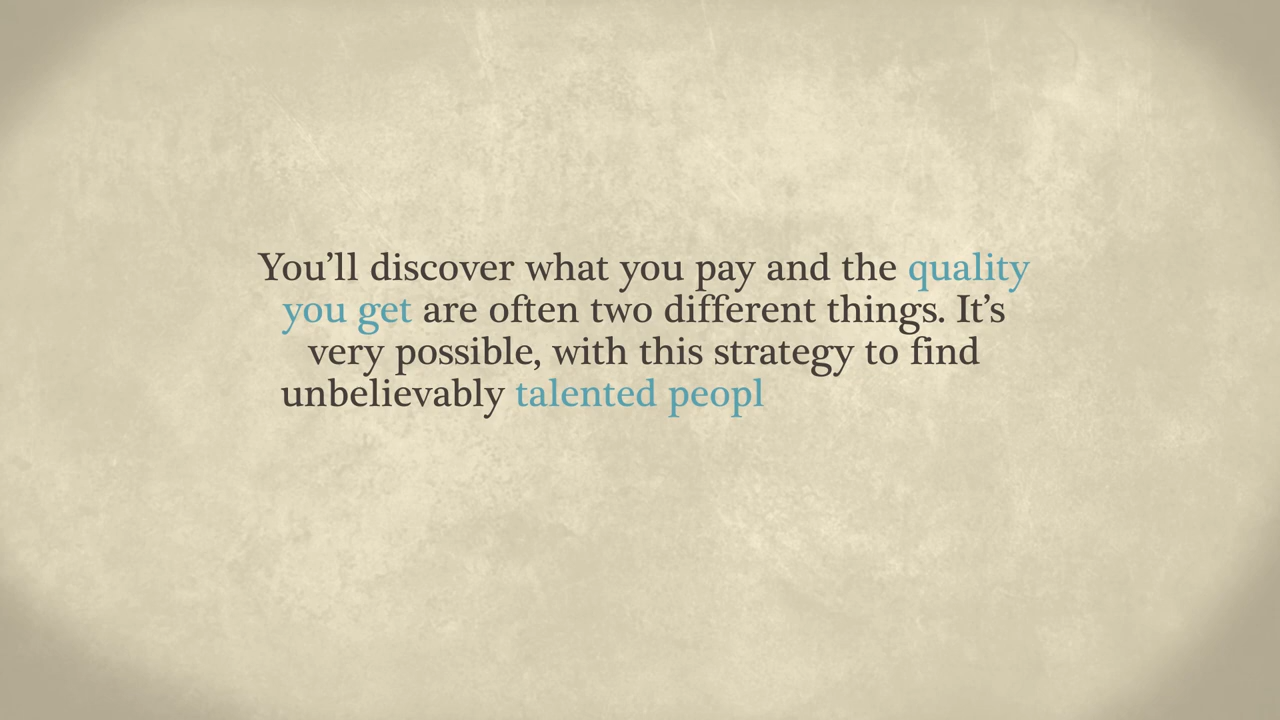 You’ll discover what you pay and the quality
you get are often two different things. It’s
very possible, with this strategy to find
unbelievably talented peopl